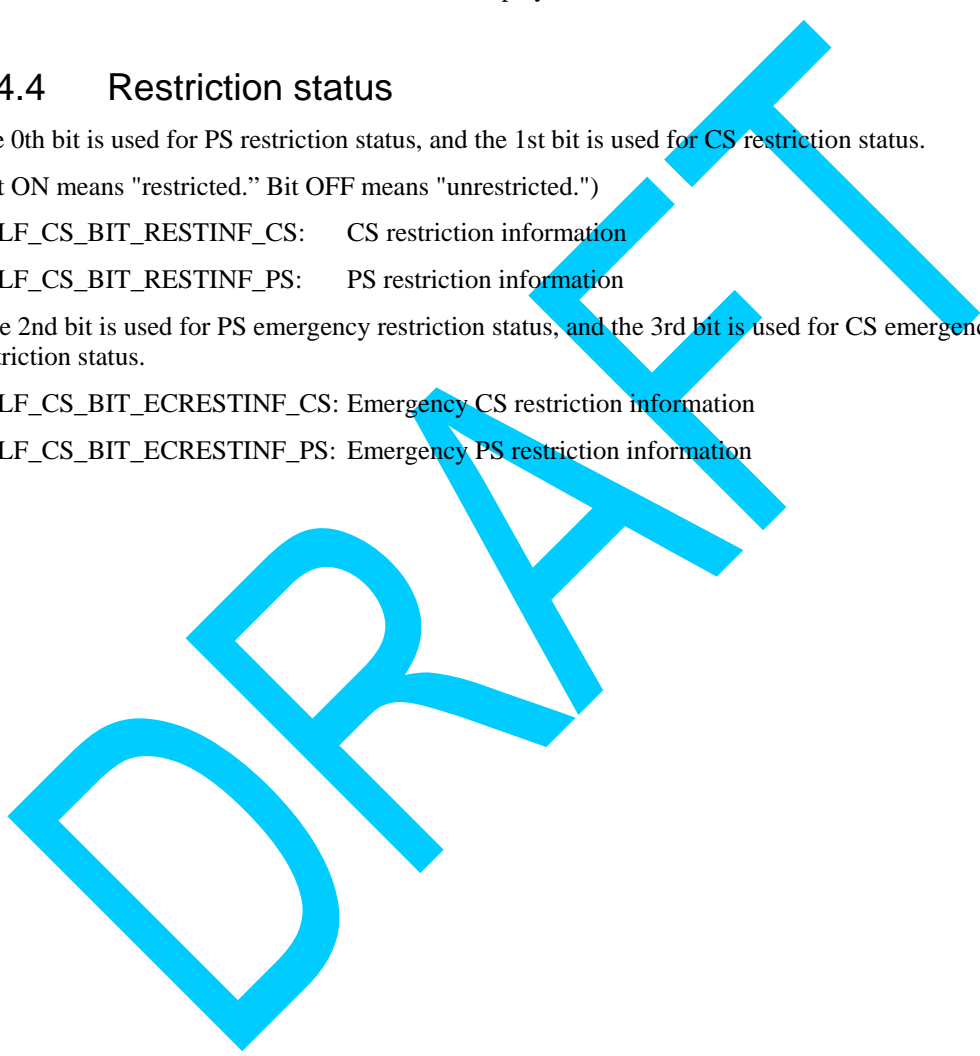 4.4 Restriction status
e 0th bit is used for PS restriction status, and the 1st bit is used for CS restriction status.
t ON means "restricted.” Bit OFF means "unrestricted.")
LF_CS_BIT_RESTINF_CS: CS restriction information
LF_CS_BIT_RESTINF_PS: PS restriction information
e 2nd bit is used for PS emergency restriction status, and the 3rd bit is used for CS emergenc
triction status.
LF_CS_BIT_ECRESTINF_CS: Emergency CS restriction information
LF_CS_BIT_ECRESTINF_PS: Emergency PS restriction information
DRAFT